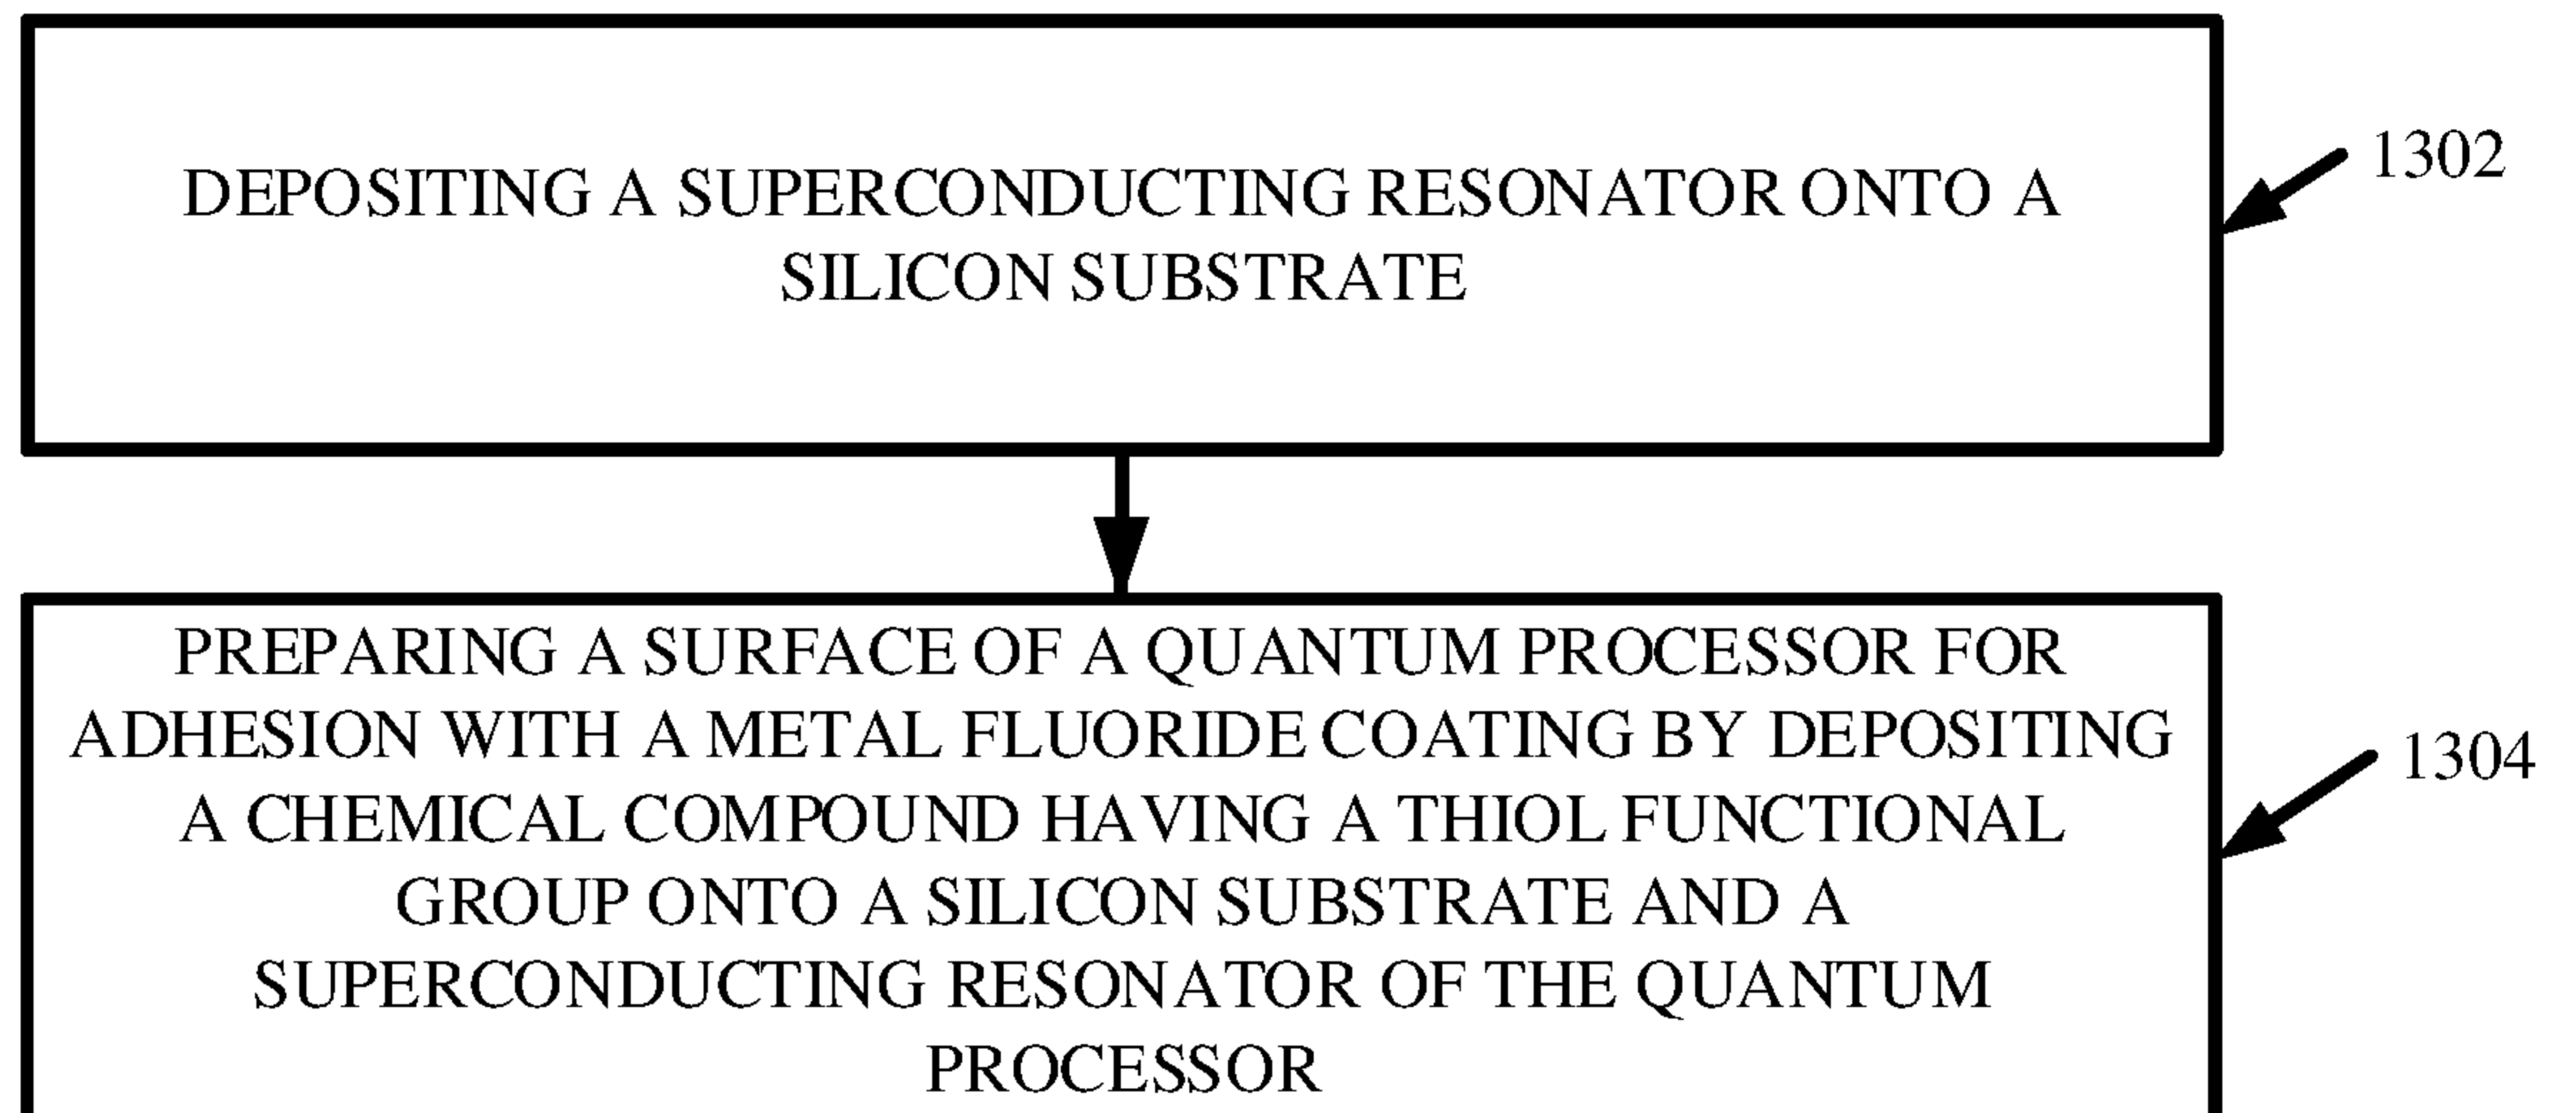 DEPOSITING A SUPERCONDUCTING RESONATOR ONTO A
SILICON SUBSTRATE
1302
PREPARING A SURFACE OF A QUANTUM PROCESSOR FOR
ADHESION WITH A METAL FLUORIDE COATING BY DEPOSITING
A CHEMICAL COMPOUND HAVING A THIOL FUNCTIONAL
GROUP ONTO A SILICON SUBSTRATE AND A
SUPERCONDUCTING RESONATOR OF THE QUANTUM
PROCESSOR
1304